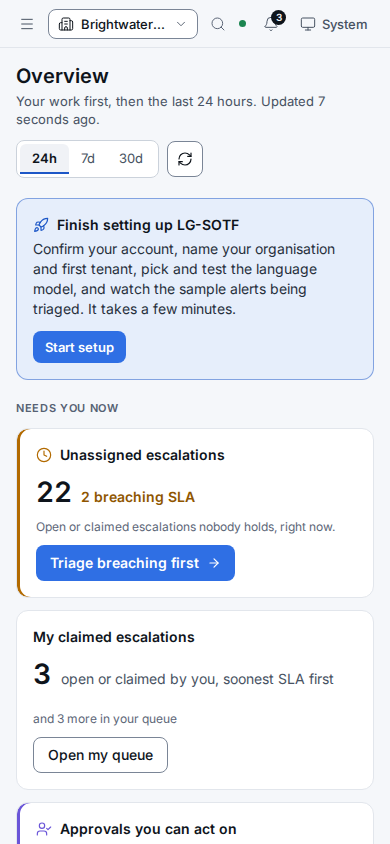 Brightwater...
3
System
Overview
Your work first, then the last 24 hours. Updated 7
seconds ago.
24h 7d 30d
Finish setting up LG-SOTF
Confirm your account, name your organisation
and first tenant, pick and test the language
model, and watch the sample alerts being
triaged. It takes a few minutes.
Start setup
NEEDS YOU NOW
Unassigned escalations
22 2 breaching SLA
Open or claimed escalations nobody holds, right now.
Triage breaching first
My claimed escalations
3 open or claimed by you, soonest SLA first
and 3 more in your queue
Open my queue
Approvals you can act on